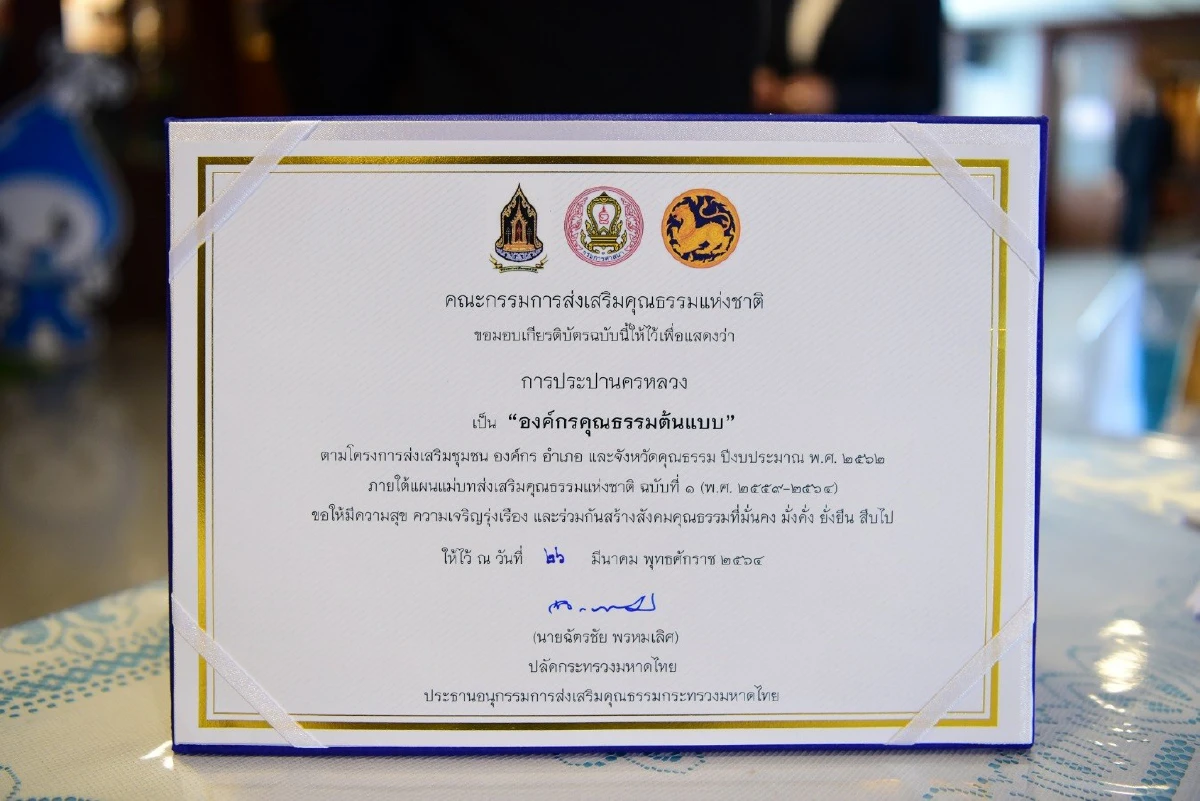 คณะกรรมการส่งเสริมคุณธรรมแห่งชาติ
ขอมอบเกียรติบัตรฉบับนี้ให้ไว้เพื่อแสดงว่า
การประปานครหลวง
เป็น “องค์กรคุณธรรมต้นแบบ”
ตามโครงการส่งเสริมชุมชน องค์กร อำเภอ และจังหวัดคุณธรรม ปีงบประมาณ พ.ศ. ๒๕๖๒
ภายใต้แผนแม่บทส่งเสริมคุณธรรมแห่งชาติ ฉบับที่ ๑ (พ.ศ. ๒๕๕๙-๒๕๖๔)
ขอให้มีความสุข ความเจริญรุ่งเรือง และร่วมกันสร้างสังคมคุณธรรมที่มั่นคง มั่งคั่ง ยั่งยืน สืบไป
ให้ไว้ ณ วันที่ ๒๖ มีนาคม พุทธศักราช ๒๕๖๔
(นายฉัตรชัย พรหมเลิศ)
ปลัดกระทรวงมหาดไทย
ประธานอนุกรรมการส่งเสริมคุณธรรมกระทรวงมหาดไทย